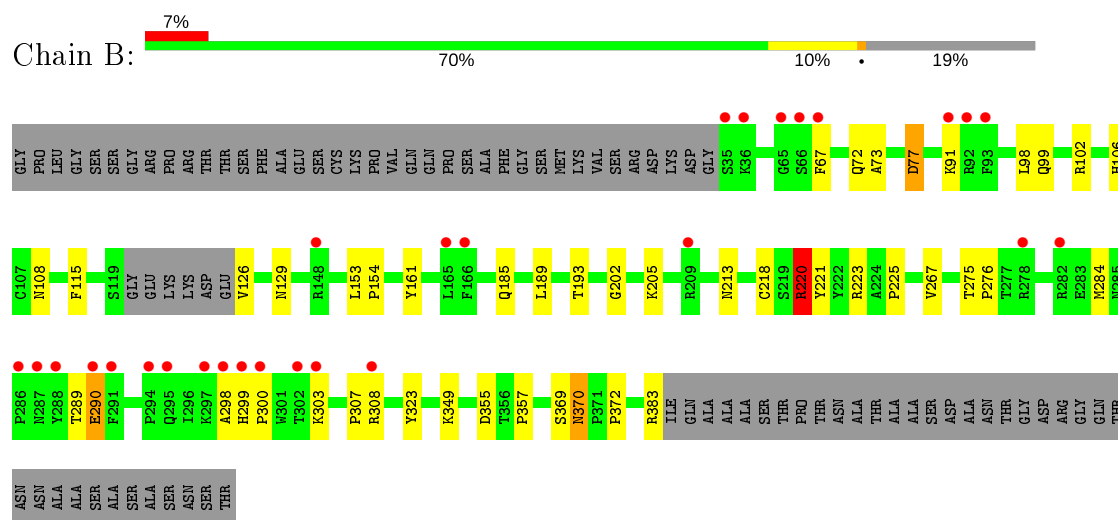 7%
Chain B:
70% 10% • 19%
GLY PRO LEU GLY SER SER GLY ARG PRO ARG THR THR SER PHE ALA GLU SER CYS LYS PRO VAL GLN GLN PRO SER ALA PHE GLY SER MET LYS VAL SER ARG ASP LYS ASP GLY S35 K36 G65 S66 F67 Q72 A73 D77 K91 R92 F93 L98 Q99 R102 H106
C107 N108 F115 S119 GLY GLU LYS LYS ASP GLU V126 N129 R148 L153 P154 Y161 L165 F166 Q185 L189 T193 G202 K205 R209 N213 C218 S219 R220 Y221 Y222 R223 A224 P225 V267 T275 P276 T277 R278 R282 E283 M284 N285
P286 N287 Y288 T289 E290 F291 P294 Q295 I296 K297 A298 H299 P300 W301 T302 K303 P307 R308 Y323 K349 D355 T356 P357 S369 N370 P371 P372 R383 ILE GLN ALA ALA ALA SER THR PRO THR ASN ALA THR ALA ALA SER ASP ALA ASN THR GLY ASP ARG GLY GLN THR
ASN ASN ALA ALA SER ALA SER ALA SER ASN SER THR